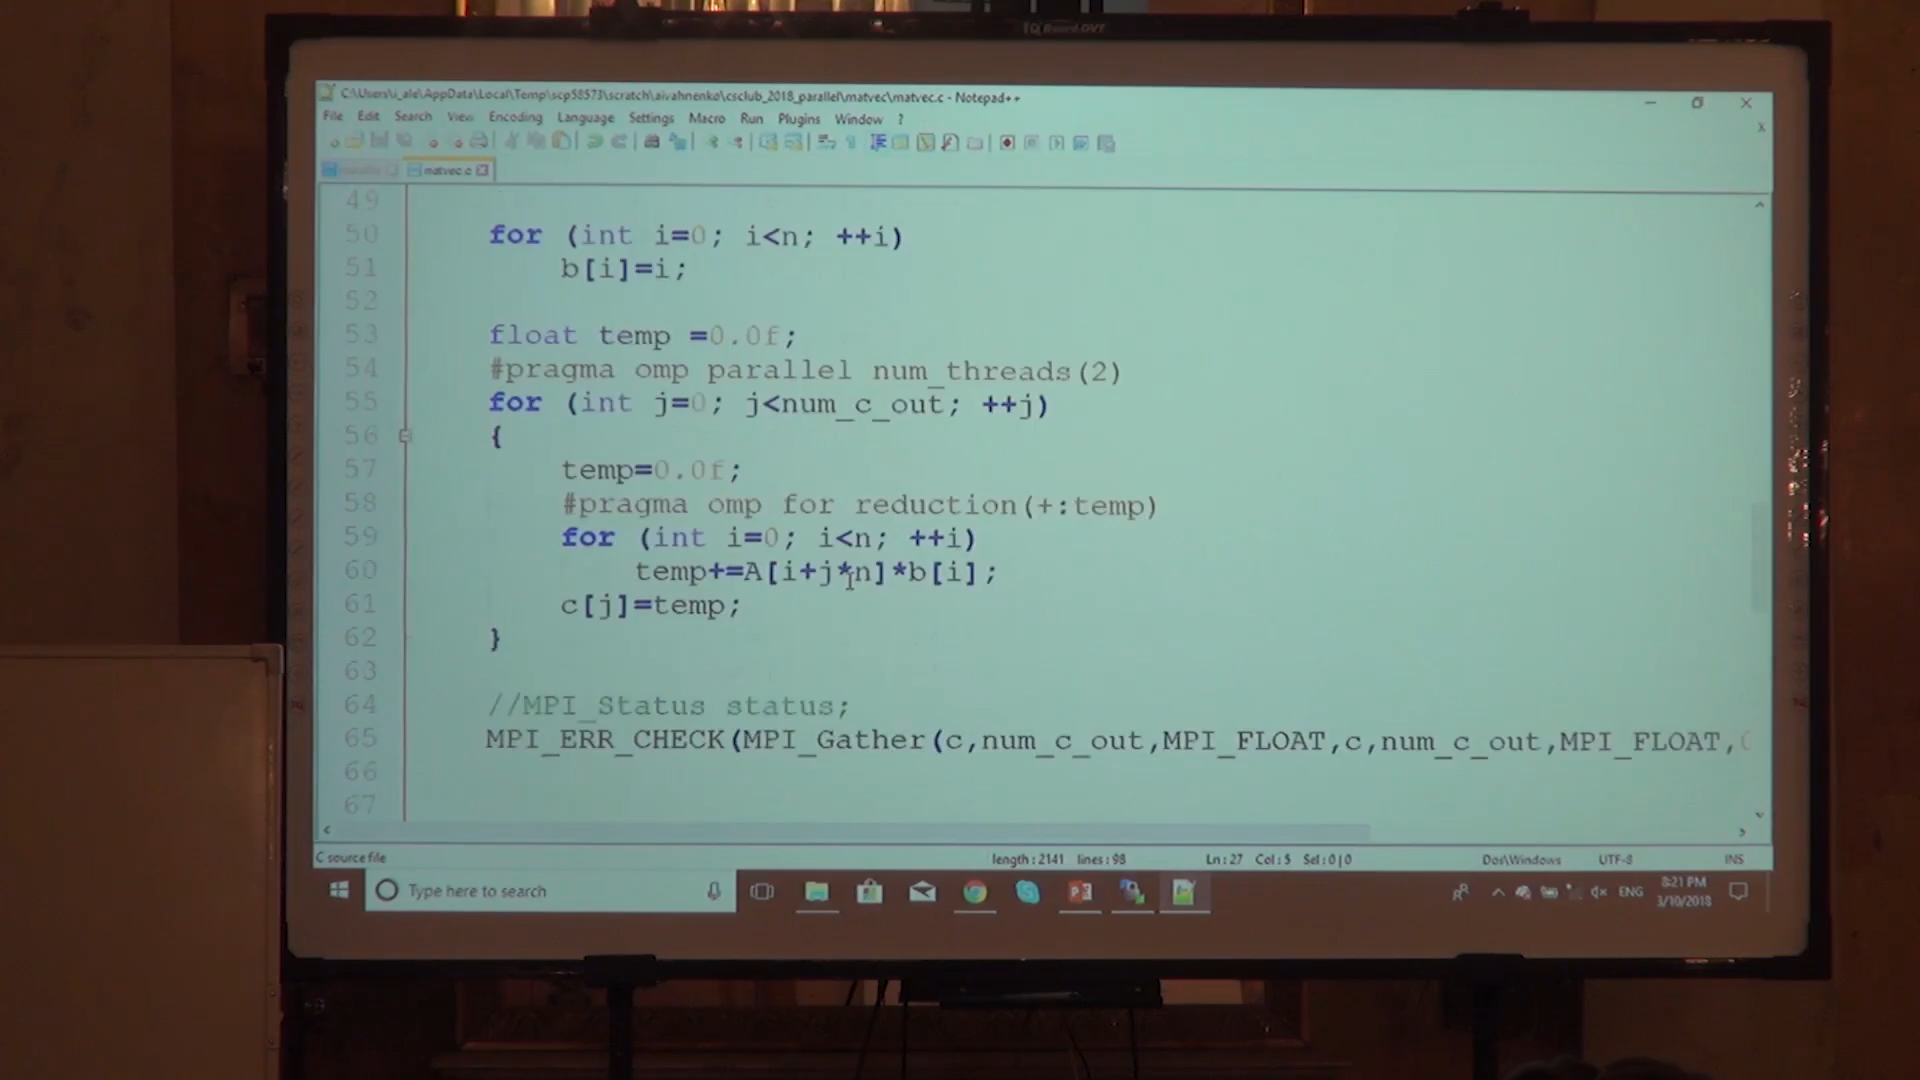 IQBoard DVT
C:\Users\i_ale\AppData\Local\Temp\scp58573\scratch\aivahnenko\csclub_2018_parallel\matvec\matvec.c - Notepad++
File Edit Search View Encoding Language Settings Macro Run Plugins Window ?
matvec.c
49
50 for (int i=0; i<n; ++i)
51 b[i]=i;
52
53 float temp =0.0f;
54 #pragma omp parallel num_threads(2)
55 for (int j=0; j<num_c_out; ++j)
56 {
57 temp=0.0f;
58 #pragma omp for reduction(+:temp)
59 for (int i=0; i<n; ++i)
60 temp+=A[i+j*n]*b[i];
61 c[j]=temp;
62 }
63
64 //MPI_Status status;
65 MPI_ERR_CHECK(MPI_Gather(c,num_c_out,MPI_FLOAT,c,num_c_out,MPI_FLOAT,
66
67
C source file length : 2141 lines : 98 Ln : 27 Col : 5 Sel : 0 | 0 Dos\Windows UTF-8 INS
Type here to search ENG 8:21 PM
3/10/2018